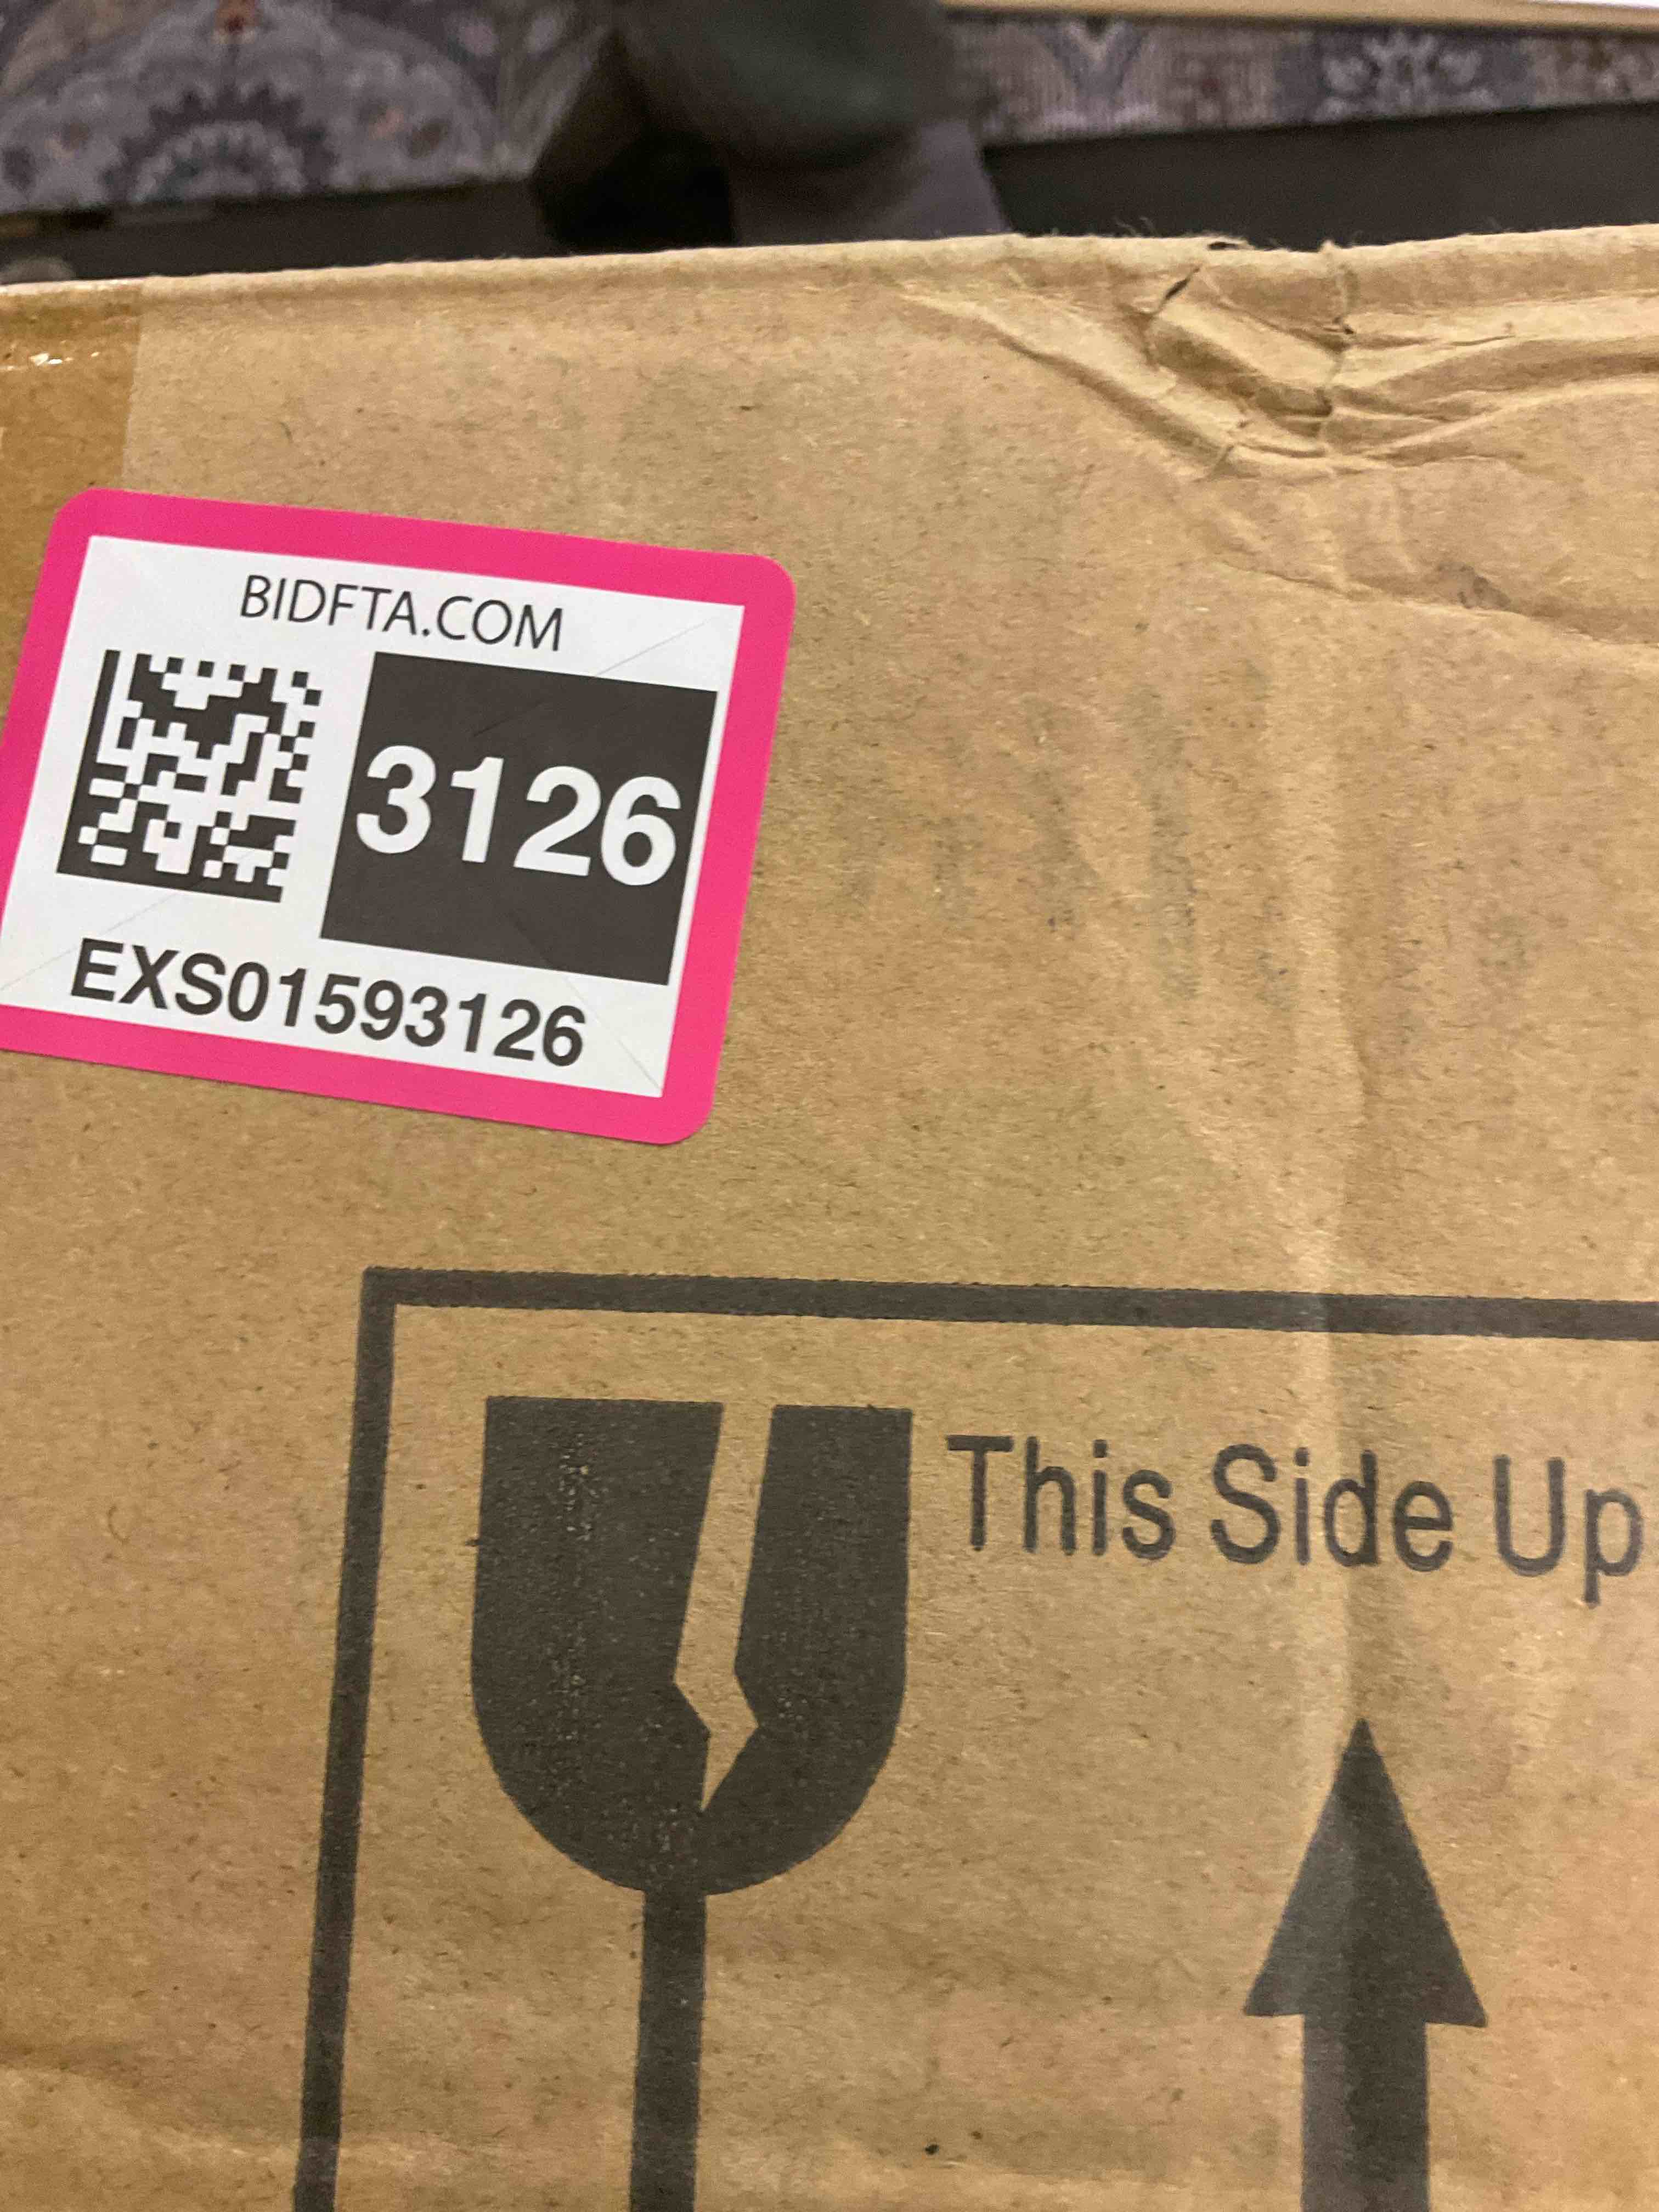 BIDFTA.COM
3126
EXS01593126
This Side Up